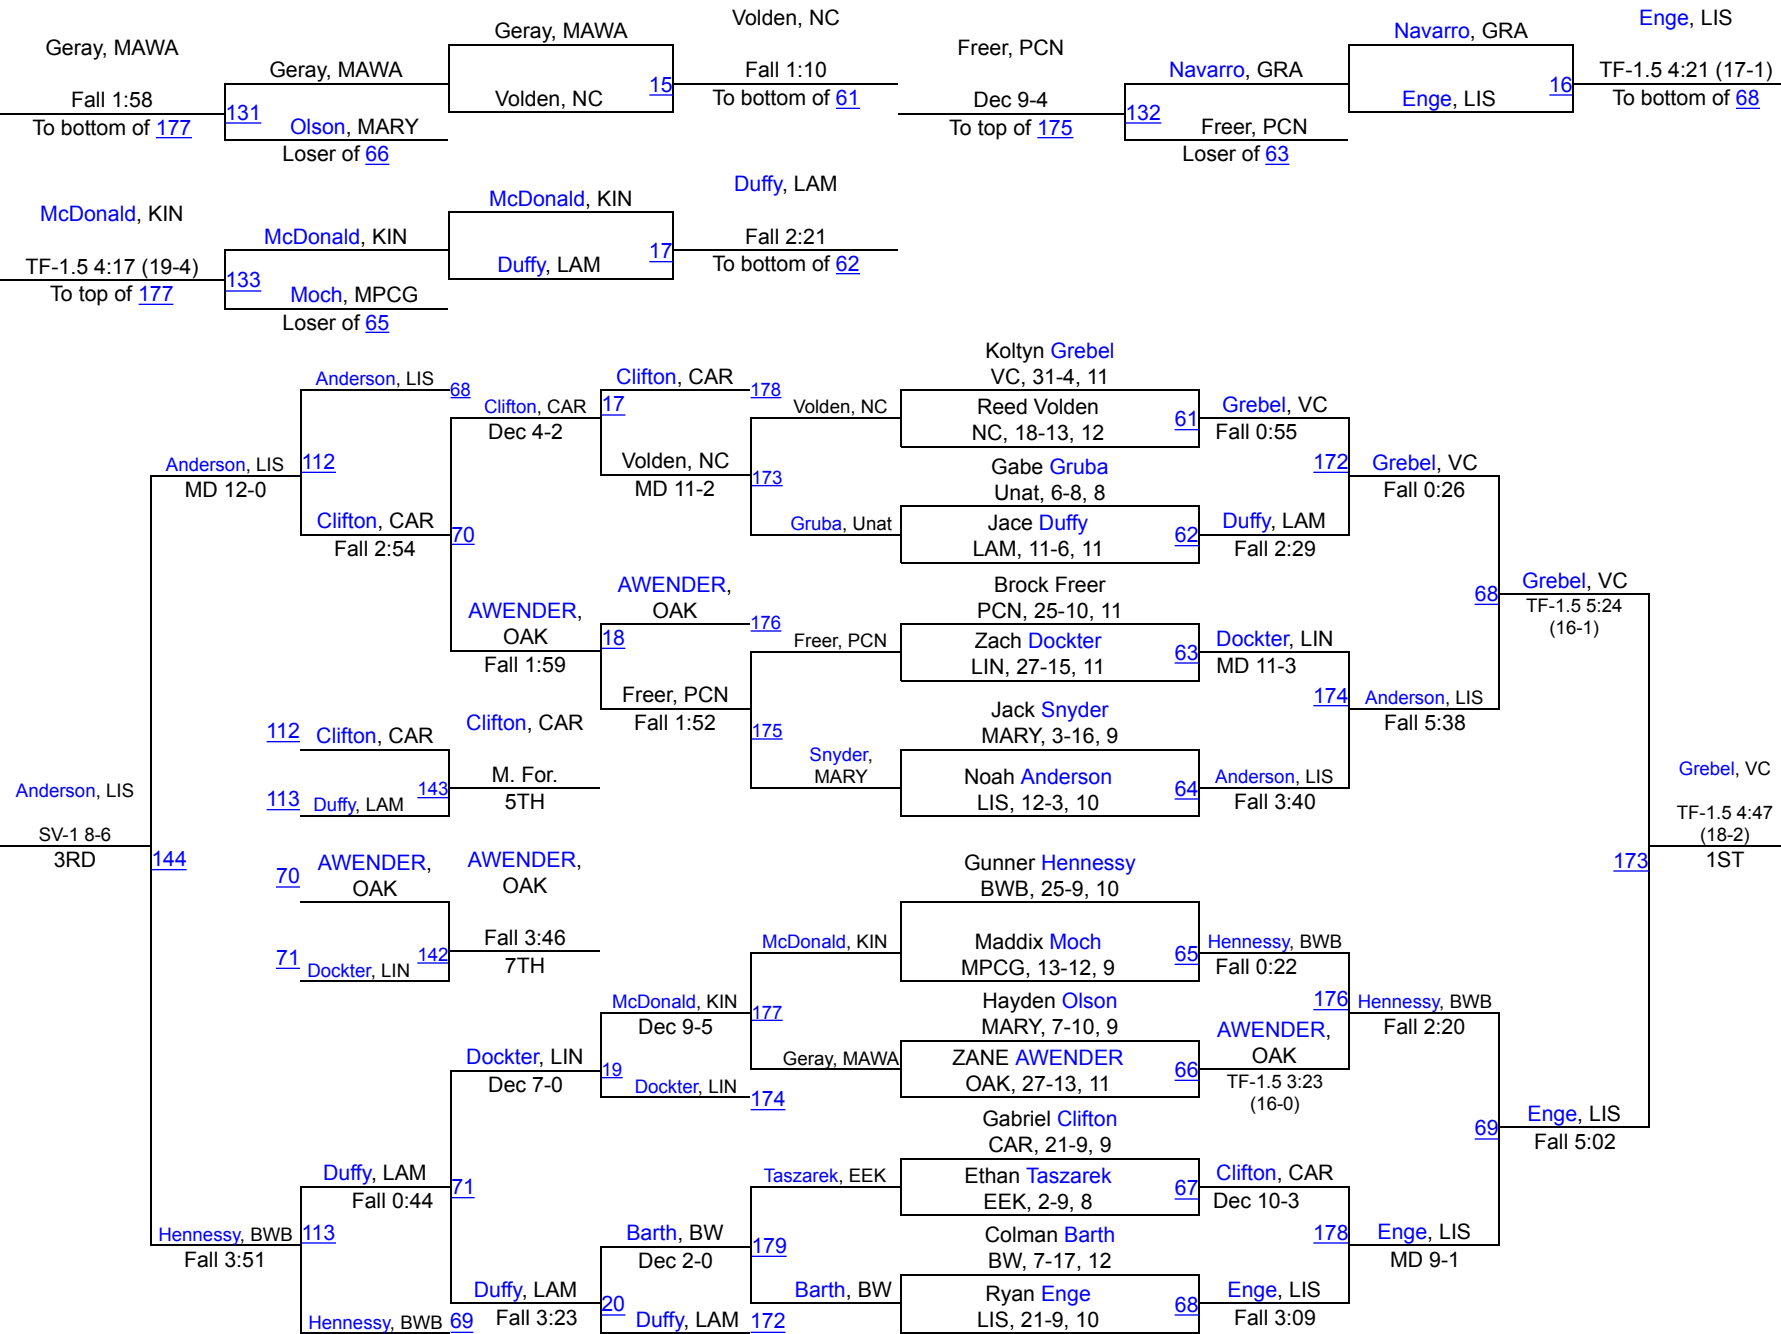 Geray, MAWA
Fall 1:58
To bottom of 177
Geray, MAWA
131
Olson, MARY
Loser of 66
Geray, MAWA
Volden, NC
15
Volden, NC
Fall 1:10
To bottom of 61
Freer, PCN
Dec 9-4
To top of 175
Navarro, GRA
132
Freer, PCN
Loser of 63
Navarro, GRA
Enge, LIS
16
Enge, LIS
TF-1.5 4:21 (17-1)
To bottom of 68
McDonald, KIN
TF-1.5 4:17 (19-4)
To top of 177
McDonald, KIN
133
Moch, MPCG
Loser of 65
McDonald, KIN
Duffy, LAM
17
Duffy, LAM
Fall 2:21
To bottom of 62
Koltyn Grebel
VC, 31-4, 11
Reed Volden
NC, 18-13, 12
61
Gabe Gruba
Unat, 6-8, 8
Jace Duffy
LAM, 11-6, 11
62
Brock Freer
PCN, 25-10, 11
Zach Dockter
LIN, 27-15, 11
63
Jack Snyder
MARY, 3-16, 9
Noah Anderson
LIS, 12-3, 10
64
Gunner Hennessy
BWB, 25-9, 10
Maddix Moch
MPCG, 13-12, 9
65
Hayden Olson
MARY, 7-10, 9
ZANE AWENDER
OAK, 27-13, 11
66
Gabriel Clifton
CAR, 21-9, 9
Ethan Taszarek
EEK, 2-9, 8
67
Colman Barth
BW, 7-17, 12
Ryan Enge
LIS, 21-9, 10
68
Grebel, VC
Fall 0:55
172
Duffy, LAM
Fall 2:29
Dockter, LIN
MD 11-3
174
Anderson, LIS
Fall 3:40
Hennessy, BWB
Fall 0:22
176
AWENDER,
OAK
TF-1.5 3:23
(16-0)
Clifton, CAR
Dec 10-3
178
Enge, LIS
Fall 3:09
Grebel, VC
Fall 0:26
68
Anderson, LIS
Fall 5:38
Hennessy, BWB
Fall 2:20
69
Enge, LIS
MD 9-1
Grebel, VC
TF-1.5 5:24
(16-1)
173
Enge, LIS
Fall 5:02
Grebel, VC
TF-1.5 4:47
(18-2)
1ST
Volden, NC
173
Gruba, Unat
Freer, PCN
175
Snyder,
MARY
McDonald, KIN
177
Geray, MAWA
Taszarek, EEK
179
Barth, BW
Clifton, CAR
178
17
Volden, NC
MD 11-2
AWENDER,
OAK
176
18
Freer, PCN
Fall 1:52
McDonald, KIN
Dec 9-5
19
Dockter, LIN
174
Barth, BW
Dec 2-0
20
Duffy, LAM
172
Clifton, CAR
Dec 4-2
70
AWENDER,
OAK
Fall 1:59
Dockter, LIN
Dec 7-0
71
Duffy, LAM
Fall 3:23
Anderson, LIS
68
112
Clifton, CAR
Fall 2:54
112
Clifton, CAR
113
Duffy, LAM
143
Clifton, CAR
M. For.
5TH
70
AWENDER,
OAK
71
Dockter, LIN
142
AWENDER,
OAK
Fall 3:46
7TH
Duffy, LAM
Fall 0:44
113
Hennessy, BWB
69
Anderson, LIS
MD 12-0
144
Hennessy, BWB
Fall 3:51
Anderson, LIS
SV-1 8-6
3RD